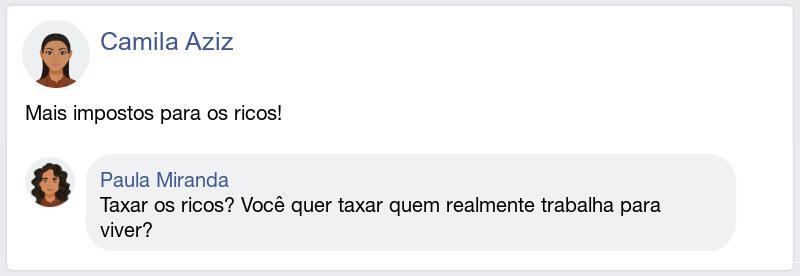 Camila Aziz
Mais impostos para os ricos!
Paula Miranda
Taxar os ricos? Você quer taxar quem realmente trabalha para
viver?